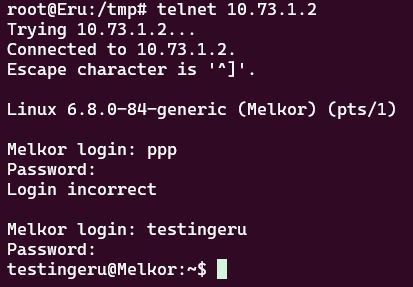 root@Eru:/tmp# telnet 10.73.1.2
Trying 10.73.1.2...
Connected to 10.73.1.2.
Escape character is '^]'.
Linux 6.8.0-84-generic (Melkor) (pts/1)
Melkor login: ppp
Password:
Login incorrect
Melkor login: testingeru
Password:
testingeru@Melkor:~$